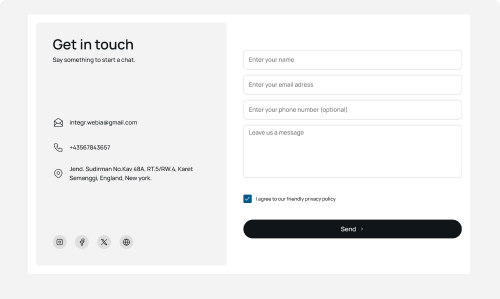 Get in touch
Say something to start a chat.
integr.webia@gmail.com
+43567843657
Jend. Sudirman No.Kav 48A, RT.5/RW.4, Karet
Semanggi, England, New york.
Enter your name
Enter your email adress
Enter your phone number (optional)
Leave us a message
I agree to our friendly privacy policy
Send